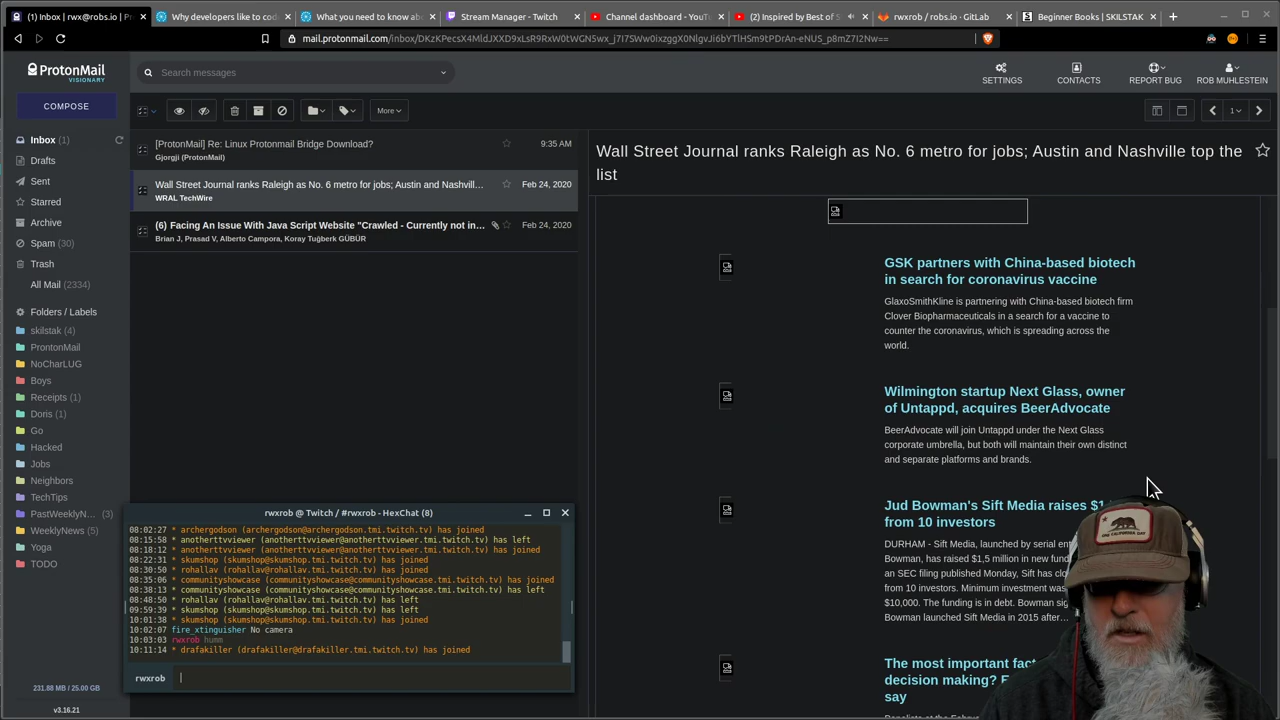 (1) Inbox | rwx@robs.io | P
Why developers like to cod
What you need to know abo
Stream Manager - Twitch
Channel dashboard - YouTu
(2) Inspired by Best of S
rwxrob / robs.io · GitLab
Beginner Books | SKILSTAK
mail.protonmail.com/inbox/
ProtonMail
VISIONARY
Search messages
SETTINGS
CONTACTS
REPORT BUG
ROB MUHLESTEIN
COMPOSE
More
1
Inbox (1)
Drafts
Sent
Starred
Archive
Spam (30)
Trash
All Mail (2334)
Folders / Labels
skilstak (4)
ProntonMail
NoCharLUG
Boys
Receipts (1)
Doris (1)
Go
Hacked
Jobs
Neighbors
TechTips
PastWeeklyN... (3)
WeeklyNews (5)
Yoga
TODO
231.88 MB / 25.00 GB
v3.16.21
[ProtonMail] Re: Linux Protonmail Bridge Download?
9:35 AM
Gjorgji (ProtonMail)
Wall Street Journal ranks Raleigh as No. 6 metro for jobs; Austin and Nashvill...
Feb 24, 2020
WRAL TechWire
(6) Facing An Issue With Java Script Website "Crawled - Currently not in...
Feb 24, 2020
Brian J, Prasad V, Alberto Campora, Koray Tuğberk GÜBÜR
Wall Street Journal ranks Raleigh as No. 6 metro for jobs; Austin and Nashville top the
list
GSK partners with China-based biotech
in search for coronavirus vaccine
GlaxoSmithKline is partnering with China-based biotech firm
Clover Biopharmaceuticals in a search for a vaccine to
counter the coronavirus, which is spreading across the
world.
Wilmington startup Next Glass, owner
of Untappd, acquires BeerAdvocate
BeerAdvocate will join Untappd under the Next Glass
corporate umbrella, but both will maintain their own distinct
and separate platforms and brands.
Jud Bowman's Sift Media raises $1
from 10 investors
DURHAM - Sift Media, launched by serial
Bowman, has raised $1,5 million in new fun
an SEC filing published Monday, Sift has clo
from 10 investors. Minimum investment was
$10,000. The funding is in debt. Bowman
Bowman launched Sift Media in 2015 after…
The most important fact
decision making?
say
rwxrob @ Twitch / #rwxrob - HexChat (8)
08:02:27 * archergodson (archergodson@archergodson.tmi.twitch.tv) has joined
08:15:58 * anotherttvviewer (anotherttvviewer@anotherttvviewer.tmi.twitch.tv) has left
08:18:12 * anotherttvviewer (anotherttvviewer@anotherttvviewer.tmi.twitch.tv) has joined
08:22:31 * skumshop (skumshop@skumshop.tmi.twitch.tv) has joined
08:30:50 * rohallav (rohallav@rohallav.tmi.twitch.tv) has joined
08:35:06 * communityshowcase (communityshowcase@communityshowcase.tmi.twitch.tv) has joined
08:38:13 * communityshowcase (communityshowcase@communityshowcase.tmi.twitch.tv) has left
08:48:50 * rohallav (rohallav@rohallav.tmi.twitch.tv) has left
09:59:39 * skumshop (skumshop@skumshop.tmi.twitch.tv) has left
10:01:38 * skumshop (skumshop@skumshop.tmi.twitch.tv) has joined
10:02:07 fire_xtinguisher No camera
10:03:03 rwxrob humm
10:11:14 * drafakiller (drafakiller@drafakiller.tmi.twitch.tv) has joined
rwxrob